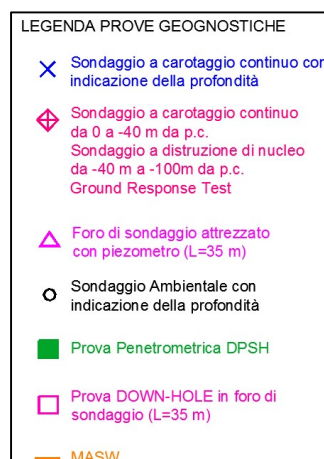 LEGENDA PROVE GEOGNOSTICHE
Sondaggio a carotaggio continuo con
indicazione della profondità
Sondaggio a carotaggio continuo
da 0 a -40 m da p.c.
Sondaggio a distruzione di nucleo
da -40 m a -100m da p.c.
Ground Response Test
Foro di sondaggio attrezzato
con piezometro (L=35 m)
Sondaggio Ambientale con
indicazione della profondità
Prova Penetrometrica DPSH
Prova DOWN-HOLE in foro di
sondaggio (L=35 m)
MASW